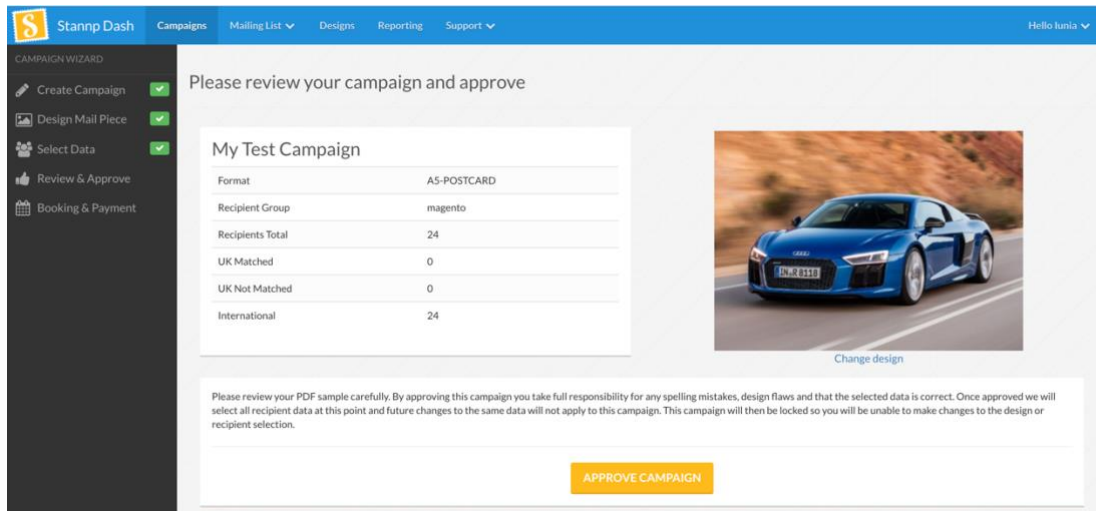 S Stannp Dash Campaigns Mailing List Designs Reporting Support Hello Iunia
CAMPAIGN WIZARD
Create Campaign
Design Mail Piece
Select Data
Review & Approve
Booking & Payment
Please review your campaign and approve
My Test Campaign
Format A5-POSTCARD
Recipient Group magento
Recipients Total 24
UK Matched 0
UK Not Matched 0
International 24
IN·R 8118
Change design
Please review your PDF sample carefully. By approving this campaign you take full responsibility for any spelling mistakes, design flaws and that the selected data is correct. Once approved we will
select all recipient data at this point and future changes to the same data will not apply to this campaign. This campaign will then be locked so you will be unable to make changes to the design or
recipient selection.
APPROVE CAMPAIGN